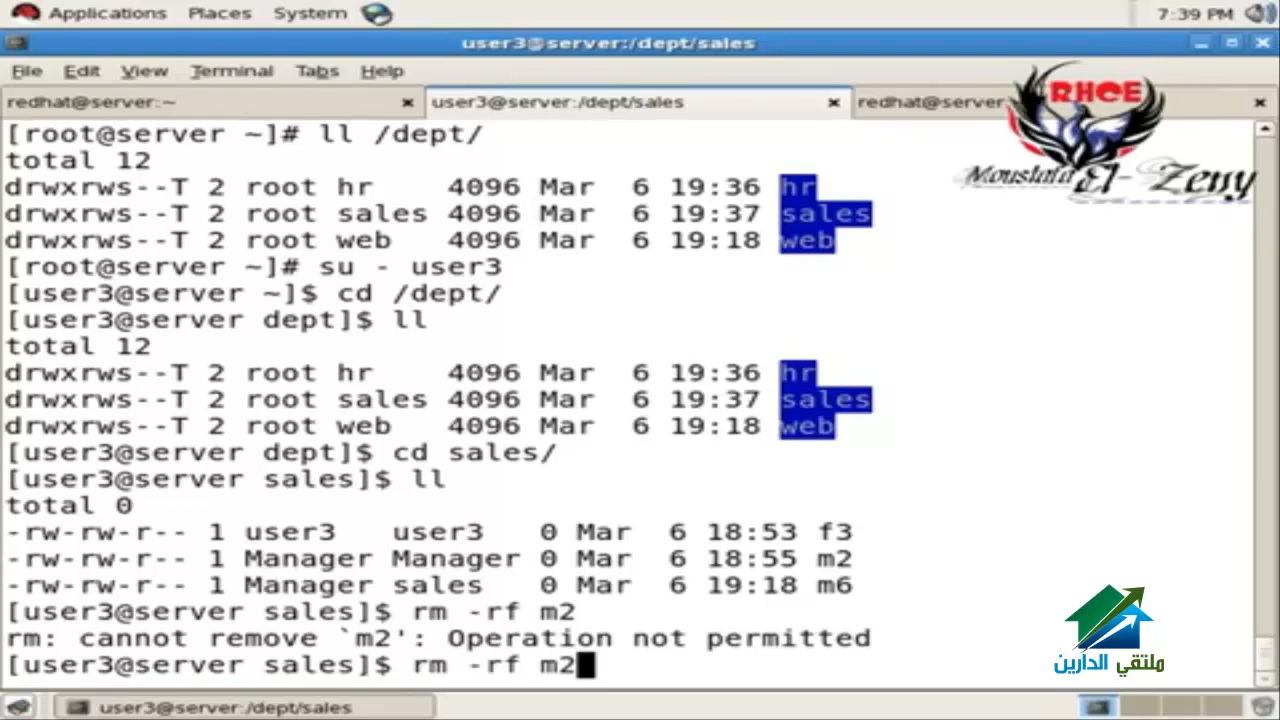 Applications Places System 7:39 PM
user3@server:/dept/sales
File Edit View Terminal Tabs Help
redhat@server:~ user3@server:/dept/sales redhat@server
RHCE
Moustafa El-Zeny
[root@server ~]# ll /dept/
total 12
drwxrws--T 2 root hr    4096 Mar  6 19:36 hr
drwxrws--T 2 root sales 4096 Mar  6 19:37 sales
drwxrws--T 2 root web   4096 Mar  6 19:18 web
[root@server ~]# su - user3
[user3@server ~]$ cd /dept/
[user3@server dept]$ ll
total 12
drwxrws--T 2 root hr    4096 Mar  6 19:36 hr
drwxrws--T 2 root sales 4096 Mar  6 19:37 sales
drwxrws--T 2 root web   4096 Mar  6 19:18 web
[user3@server dept]$ cd sales/
[user3@server sales]$ ll
total 0
-rw-rw-r-- 1 user3   user3   0 Mar  6 18:53 f3
-rw-rw-r-- 1 Manager Manager 0 Mar  6 18:55 m2
-rw-rw-r-- 1 Manager sales   0 Mar  6 19:18 m6
[user3@server sales]$ rm -rf m2
rm: cannot remove `m2': Operation not permitted
[user3@server sales]$ rm -rf m2
ملتقي الدارين
user3@server:/dept/sales